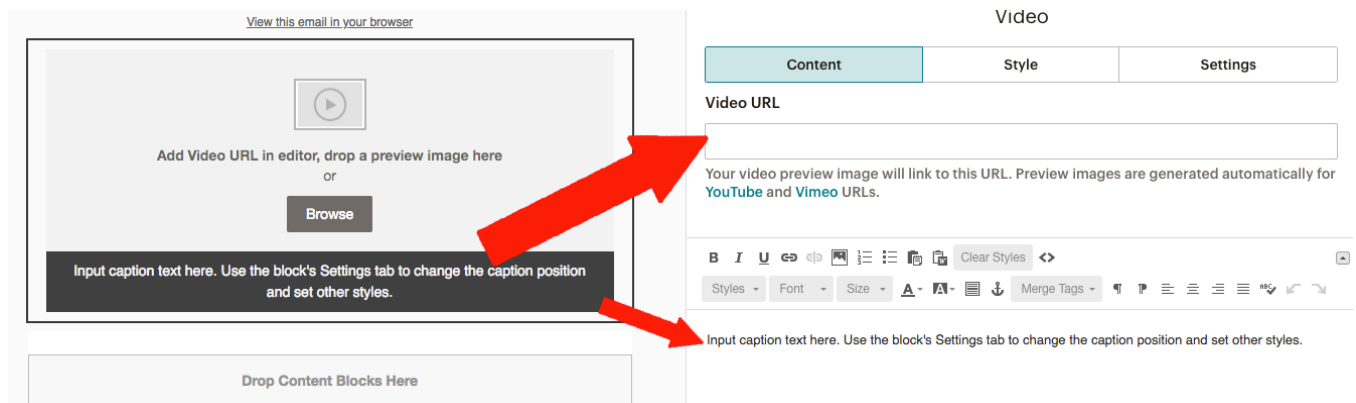 View this email in your browser
Add Video URL in editor, drop a preview image here
or
Browse
Input caption text here. Use the block's Settings tab to change the caption position
and set other styles.
Drop Content Blocks Here
Video
Content Style Settings
Video URL
Your video preview image will link to this URL. Preview images are generated automatically for
YouTube and Vimeo URLs.
B I U Clear Styles
Styles Font Size A A Merge Tags
Input caption text here. Use the block's Settings tab to change the caption position and set other styles.